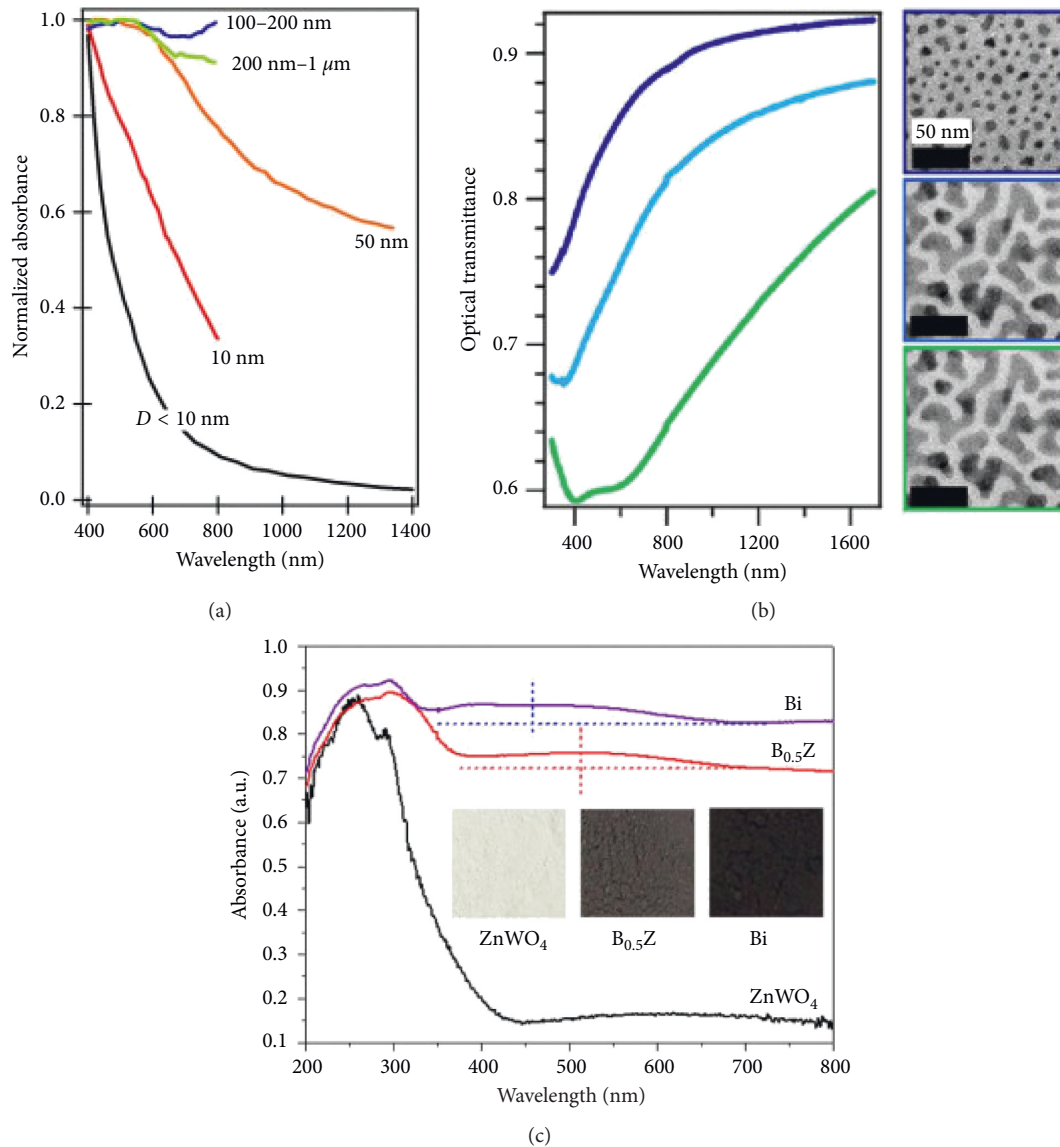 1.0
0.8
0.6
0.4
0.2
0.0
Normalized absorbance
100–200 nm
200 nm–1 μm
50 nm
10 nm
D < 10 nm
400 600 800 1000 1200 1400
Wavelength (nm)
(a)
0.9
0.8
0.7
0.6
Optical transmittance
400 800 1200 1600
Wavelength (nm)
50 nm
(b)
1.0
0.9
0.8
0.7
0.6
0.5
0.4
0.3
0.2
0.1
Absorbance (a.u.)
Bi
B0.5Z
ZnWO4 B0.5Z Bi
ZnWO4
200 300 400 500 600 700 800
Wavelength (nm)
(c)